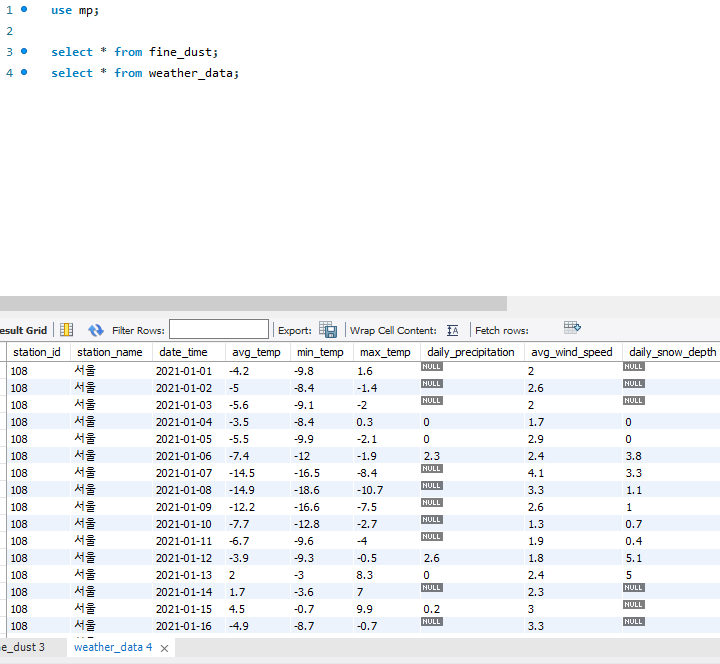 1 use mp;
2
3 select * from fine_dust;
4 select * from weather_data;
esult Grid Filter Rows: Export: Wrap Cell Content: IA Fetch rows:
station_id station_name date_time avg_temp min_temp max_temp daily_precipitation avg_wind_speed daily_snow_depth
108 서울 2021-01-01 -4.2 -9.8 1.6 NULL 2 NULL
108 서울 2021-01-02 -5 -8.4 -1.4 NULL 2.6 NULL
108 서울 2021-01-03 -5.6 -9.1 -2 NULL 2 NULL
108 서울 2021-01-04 -3.5 -8.4 0.3 0 1.7 0
108 서울 2021-01-05 -5.5 -9.9 -2.1 0 2.9 0
108 서울 2021-01-06 -7.4 -12 -1.9 2.3 2.4 3.8
108 서울 2021-01-07 -14.5 -16.5 -8.4 NULL 4.1 3.3
108 서울 2021-01-08 -14.9 -18.6 -10.7 NULL 3.3 1.1
108 서울 2021-01-09 -12.2 -16.6 -7.5 NULL 2.6 1
108 서울 2021-01-10 -7.7 -12.8 -2.7 NULL 1.3 0.7
108 서울 2021-01-11 -6.7 -9.6 -4 NULL 1.9 0.4
108 서울 2021-01-12 -3.9 -9.3 -0.5 2.6 1.8 5.1
108 서울 2021-01-13 2 -3 8.3 0 2.4 5
108 서울 2021-01-14 1.7 -3.6 7 NULL 2.3 NULL
108 서울 2021-01-15 4.5 -0.7 9.9 0.2 3 NULL
108 서울 2021-01-16 -4.9 -8.7 -0.7 NULL 3.3 NULL
e_dust 3 weather_data 4